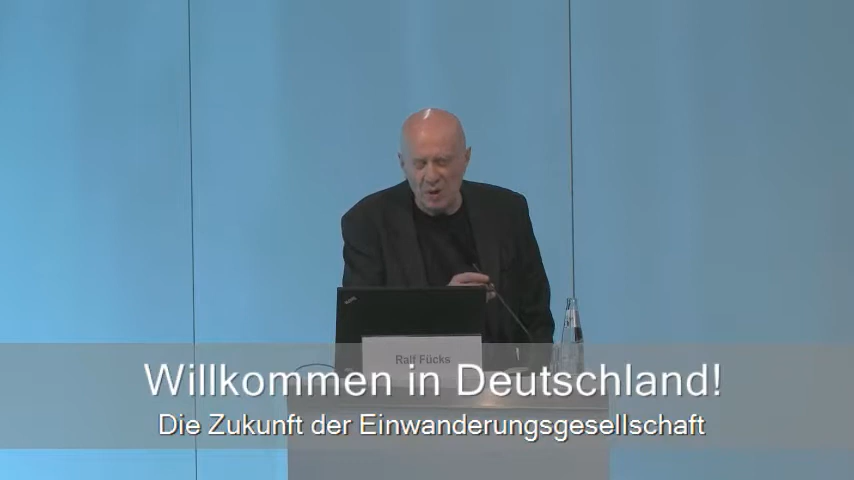 Ralf Fücks
Willkommen in Deutschland!
Die Zukunft der Einwanderungsgesellschaft